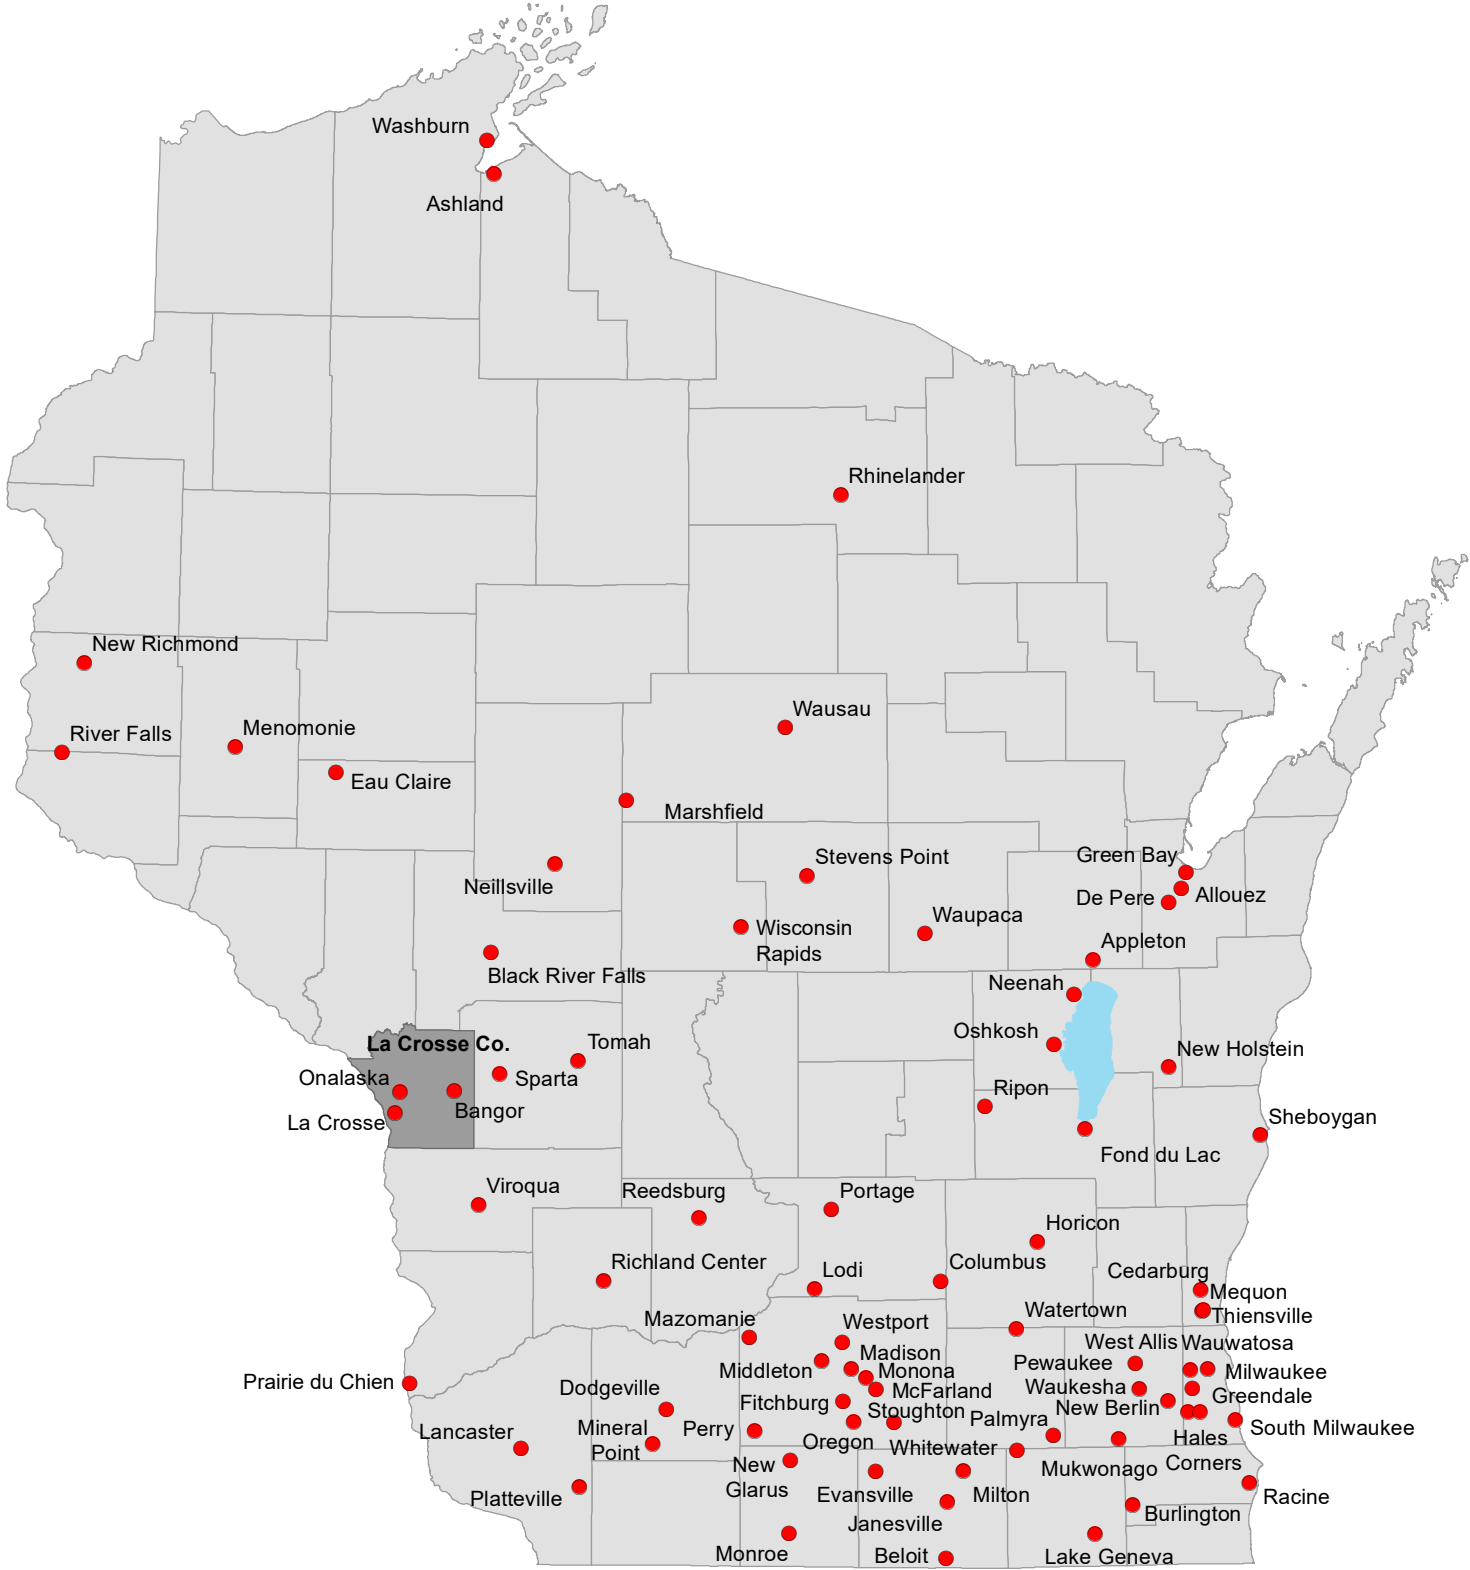 Washburn
Ashland
Rhinelander
New Richmond
River Falls
Menomonie
Eau Claire
Wausau
Marshfield
Neillsville
Stevens Point
Green Bay
De Pere
Allouez
Wisconsin
Rapids
Waupaca
Appleton
Black River Falls
Neenah
Oshkosh
La Crosse Co.
Tomah
New Holstein
Onalaska
Sparta
Ripon
Bangor
La Crosse
Sheboygan
Fond du Lac
Viroqua
Reedsburg
Portage
Horicon
Richland Center
Lodi
Columbus
Cedarburg
Mequon
Thiensville
Mazomanie
Westport
Watertown
West Allis
Wauwatosa
Madison
Middleton
Monona
Pewaukee
Milwaukee
Prairie du Chien
Dodgeville
McFarland
Waukesha
Greendale
Fitchburg
Stoughton
New Berlin
Lancaster
Mineral
Point
Perry
Oregon
Palmyra
South Milwaukee
Whitewater
Hales
Corners
New
Glarus
Mukwonago
Platteville
Evansville
Milton
Racine
Janesville
Burlington
Monroe
Beloit
Lake Geneva